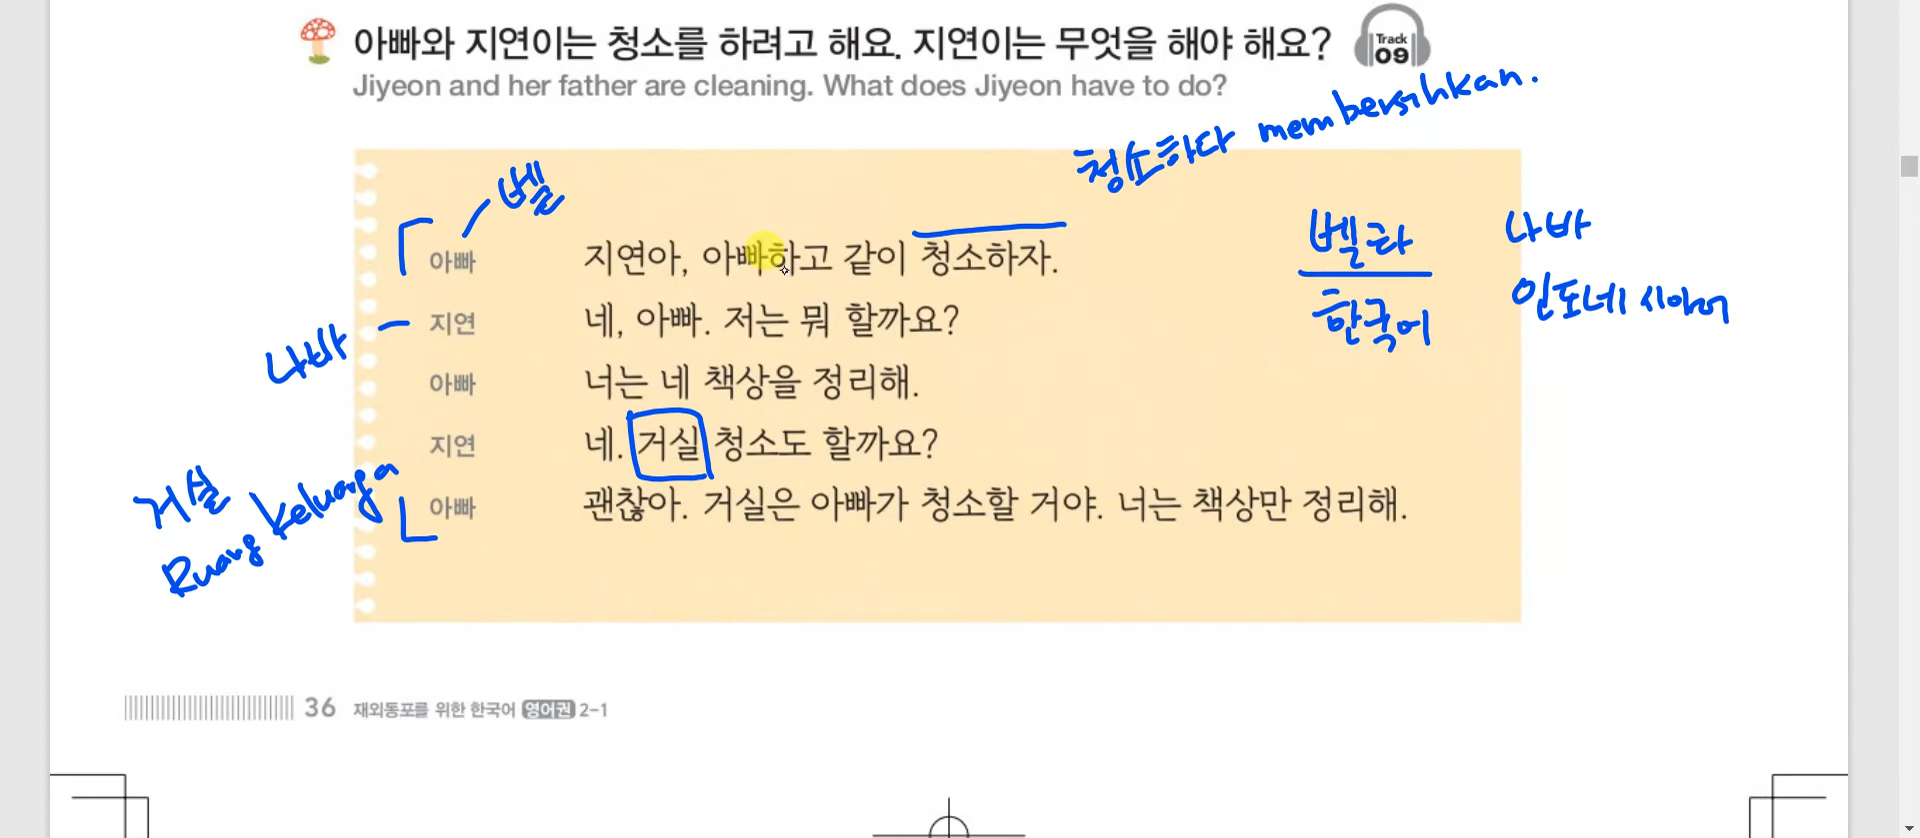 아빠와 지연이는 청소를 하려고 해요. 지연이는 무엇을 해야 해요?
Track 09
Jiyeon and her father are cleaning. What does Jiyeon have to do?
청소하다 membersihkan.
벨
벨라 나바
한국어 인도네시아어
아빠 지연아, 아빠하고 같이 청소하자.
나바
지연 네, 아빠. 저는 뭐 할까요?
아빠 너는 네 책상을 정리해.
지연 네. 거실 청소도 할까요?
거실
Ruang Keluarga
아빠 괜찮아. 거실은 아빠가 청소할 거야. 너는 책상만 정리해.
36 재외동포를 위한 한국어 영어권 2-1